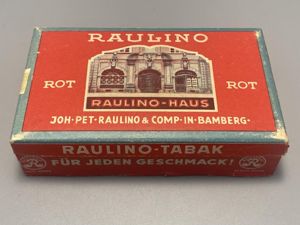 RAULINO
ROT ROT
RAULINO-HAUS
JOH·PET·RAULINO & COMP·IN·BAMBERG·
RAULINO-TABAK
FÜR JEDEN GESCHMACK!
R R